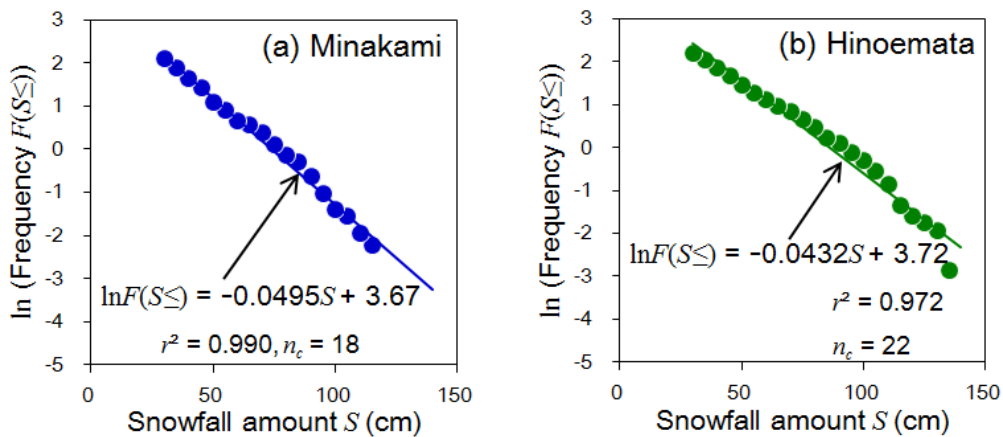 (a) Minakami
ln (Frequency F(S≤))
3
2
1
0
-1
-2
-3
-4
-5
lnF(S≤) = −0.0495S + 3.67
r² = 0.990, n_c = 18
0 50 100 150
Snowfall amount S (cm)
(b) Hinoemata
ln (Frequency F(S≤))
3
2
1
0
-1
2
-3
-4
-5
lnF(S≤) = −0.0432S + 3.72
r² = 0.972
n_c = 22
0 50 100 150
Snowfall amount S (cm)